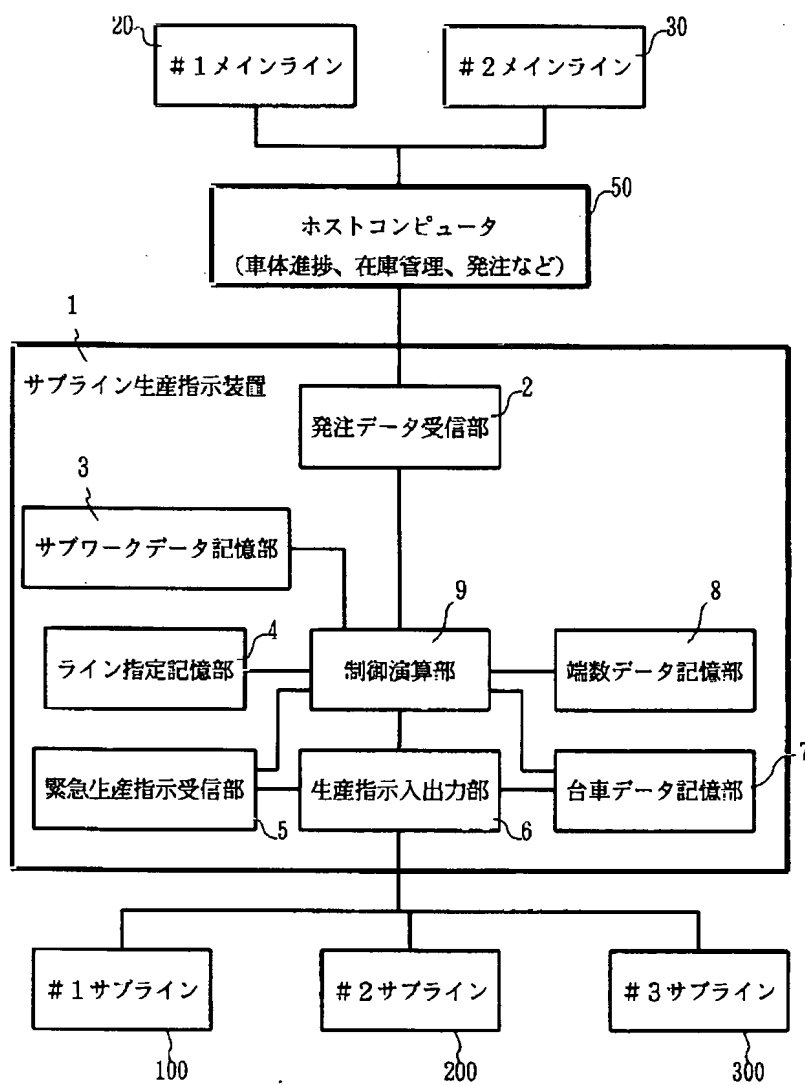 20
30
#1メインライン
#2メインライン
50
ホストコンピュータ
(車体進捗、在庫管理、発注など)
1
サブライン生産指示装置
2
発注データ受信部
3
サブワークデータ記憶部
9
8
4
ライン指定記憶部
制御演算部
端数データ記憶部
7
緊急生産指示受信部
生産指示入出力部
台車データ記憶部
5
6
#1サブライン
#2サブライン
#3サブライン
100
200
300